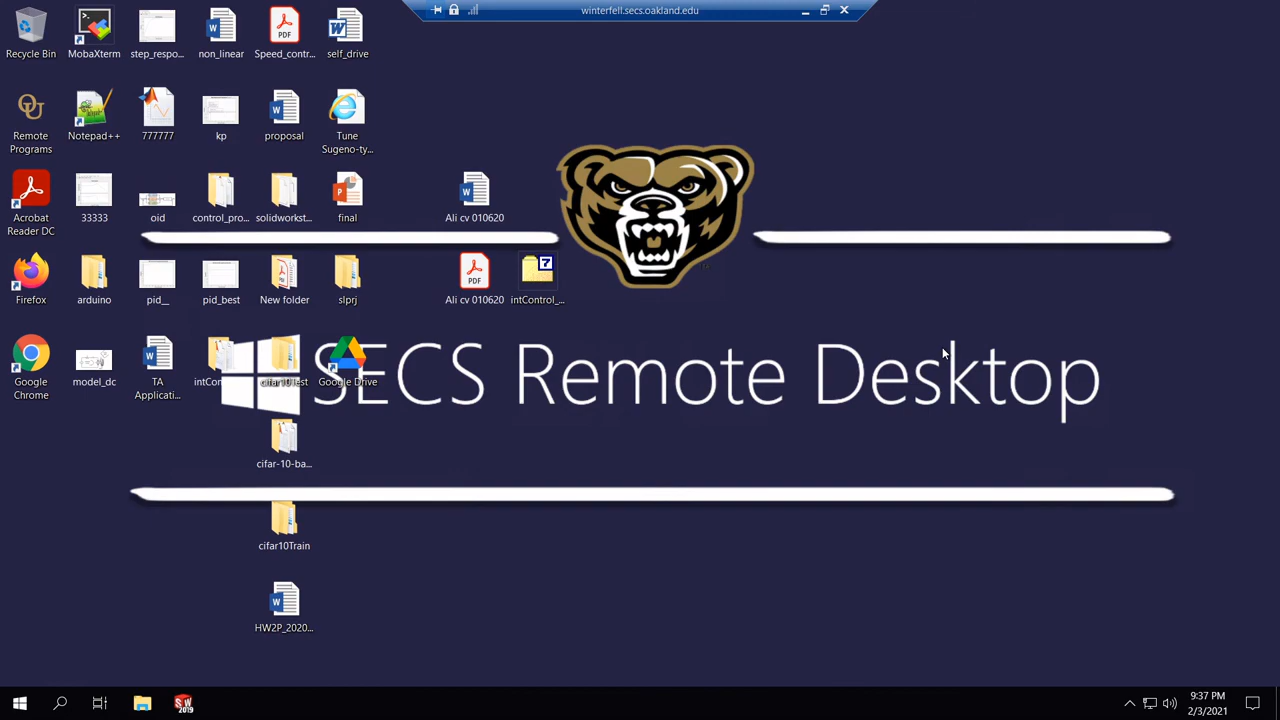 winterfell.secs.oakland.edu
Recycle Bin
MobaXterm
step_respo...
non_linear
Speed_contr...
self_drive
Remote
Programs
Notepad++
777777
kp
proposal
Tune
Sugeno-ty...
Acrobat
Reader DC
33333
oid
control_pro...
solidworkst...
final
Ali cv 010620
Firefox
arduino
pid__
pid_best
New folder
slprj
Ali cv 010620
intControl_...
Google
Chrome
model_dc
TA
Applicati...
cifar10Test
Google Drive
SECS Remote Desktop
cifar-10-ba...
cifar10Train
HW2P_2020...
9:37 PM
2/3/2021